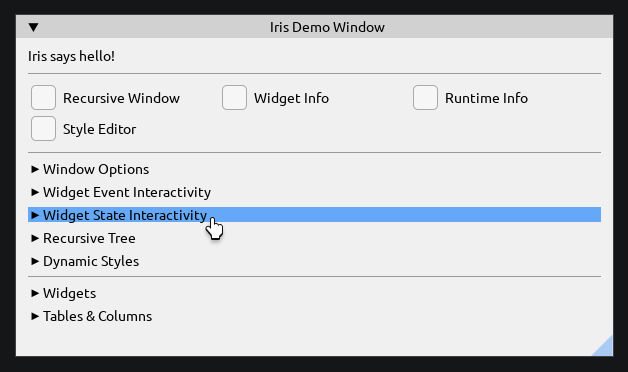 Iris Demo Window
Iris says hello!
Recursive Window Widget Info Runtime Info
Style Editor
Window Options
Widget Event Interactivity
Widget State Interactivity
Recursive Tree
Dynamic Styles
Widgets
Tables & Columns